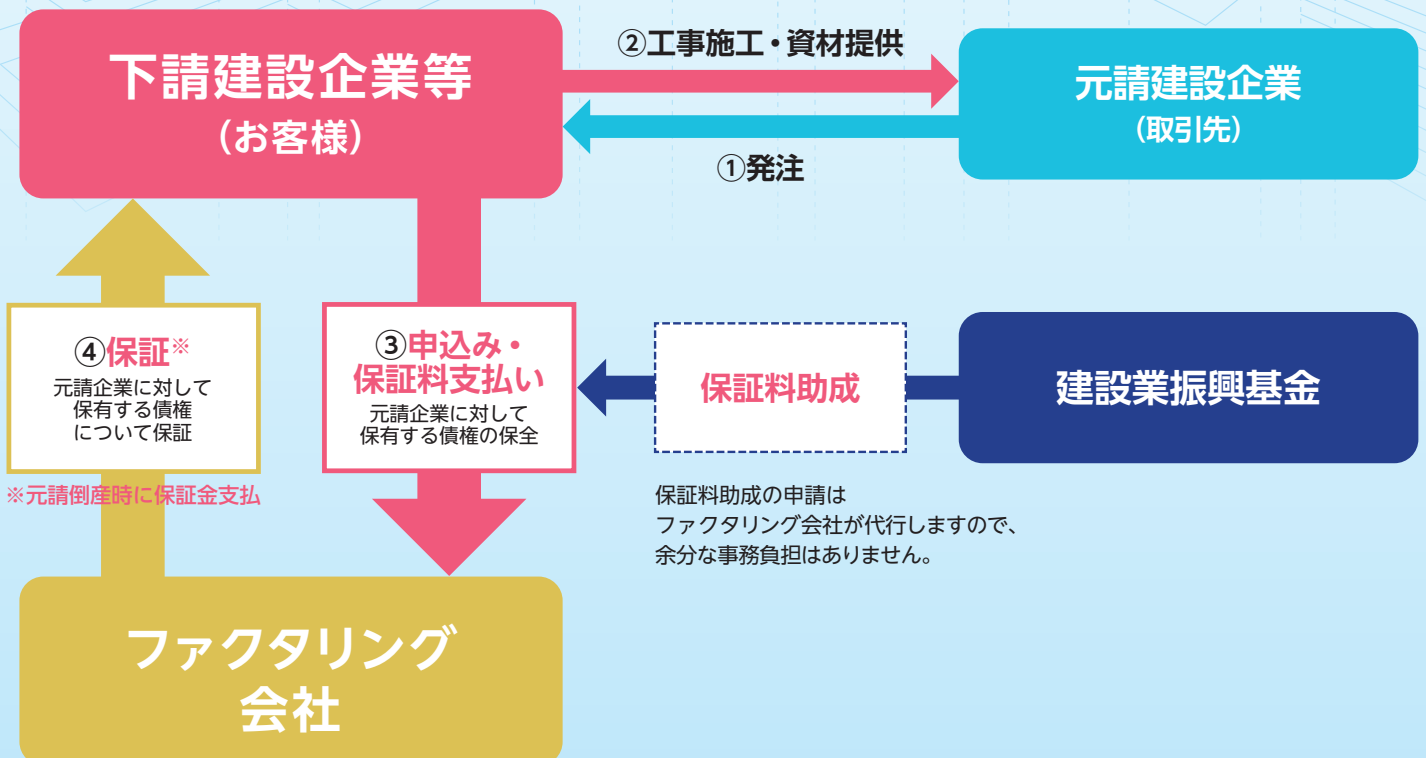 下請建設企業等
（お客様）
②工事施工・資材提供
①発注
元請建設企業
（取引先）
④保証※
元請企業に対して
保有する債権
について保証
※元請倒産時に保証金支払
③申込み・
保証料支払い
元請企業に対して
保有する債権の保全
保証料助成
建設業振興基金
保証料助成の申請は
ファクタリング会社が代行しますので、
余分な事務負担はありません。
ファクタリング
会社